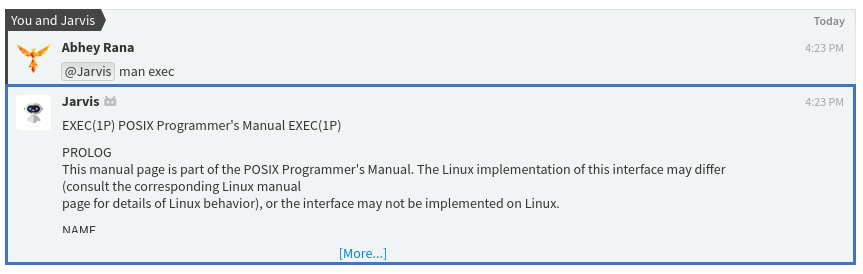 You and Jarvis
Today
Abhey Rana
4:23 PM
@Jarvis man exec
Jarvis
4:23 PM
EXEC(1P) POSIX Programmer's Manual EXEC(1P)
PROLOG
This manual page is part of the POSIX Programmer's Manual. The Linux implementation of this interface may differ
(consult the corresponding Linux manual
page for details of Linux behavior), or the interface may not be implemented on Linux.
NAME
[More...]